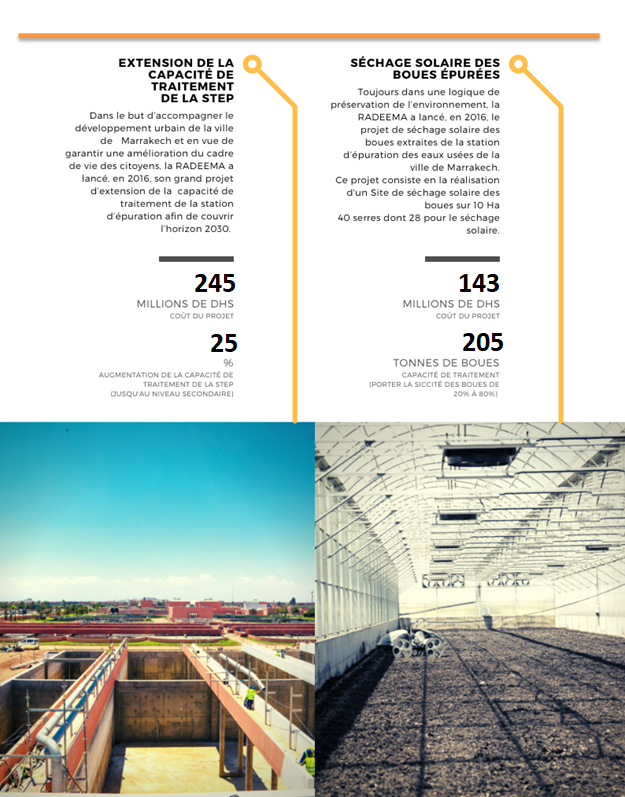 EXTENSION DE LA
CAPACITÉ DE
TRAITEMENT
DE LA STEP
Dans le but d'accompagner le
développement urbain de la ville
de Marrakech et en vue de
garantir une amélioration du cadre
de vie des citoyens, la RADEEMA a
lancé, en 2016, son grand projet
d'extension de la capacité de
traitement de la station
d'épuration afin de couvrir
l'horizon 2030.
245
MILLIONS DE DHS
COÛT DU PROJET
25
%
AUGMENTATION DE LA CAPACITÉ DE
TRAITEMENT DE LA STEP
(JUSQU'AU NIVEAU SECONDAIRE)
SÉCHAGE SOLAIRE DES
BOUES ÉPURÉES
Toujours dans une logique de
préservation de l'environnement, la
RADEEMA a lancé, en 2016, le
projet de séchage solaire des
boues extraites de la station
d'épuration des eaux usées de la
ville de Marrakech.
Ce projet consiste en la réalisation
d'un Site de séchage solaire des
boues sur 10 Ha
40 serres dont 28 pour le séchage
solaire.
143
MILLIONS DE DHS
COÛT DU PROJET
205
TONNES DE BOUES
CAPACITÉ DE TRAITEMENT
(PORTER LA SICCITÉ DES BOUES DE
20% À 80%)